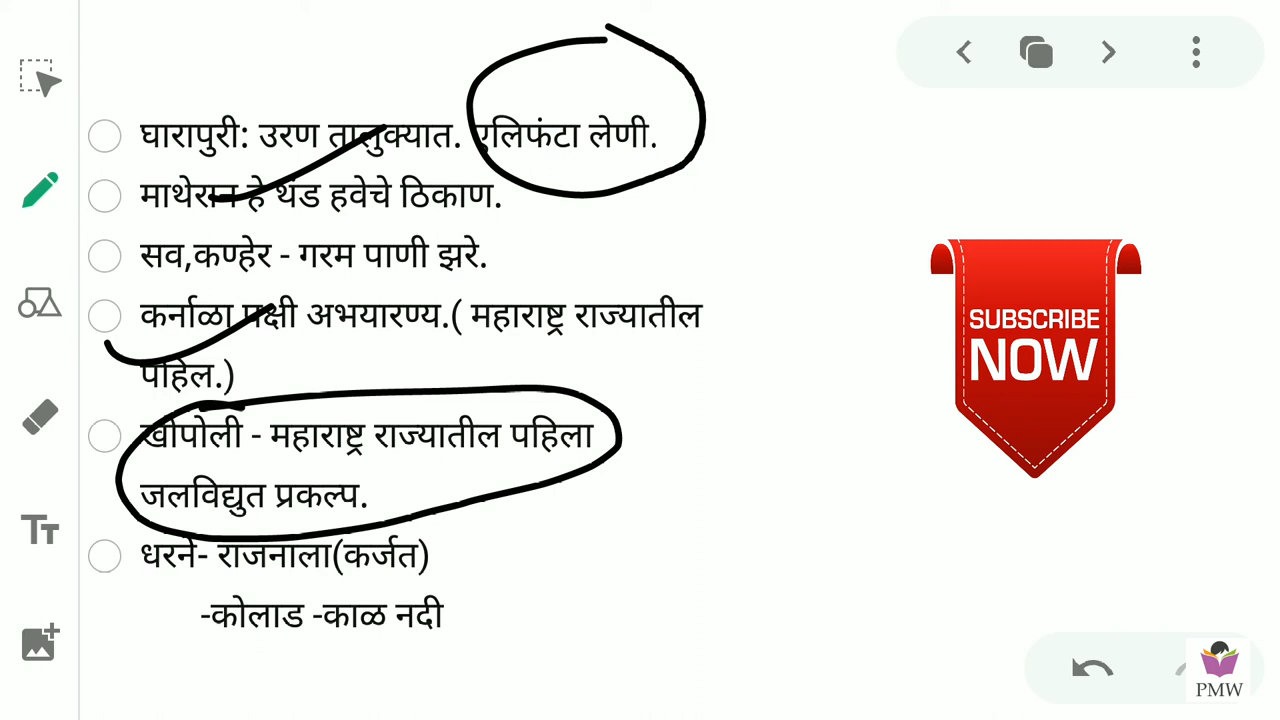 घारापुरी: उरण तालुक्यात. एलिफंटा लेणी.
माथेरान हे थंड हवेचे ठिकाण.
सव,कण्हेर - गरम पाणी झरे.
कर्नाळा पक्षी अभयारण्य.( महाराष्ट्र राज्यातील
पहिल.)
खोपोली - महाराष्ट्र राज्यातील पहिला
जलविद्युत प्रकल्प.
धरने- राजनाला(कर्जत)
-कोलाड -काळ नदी
SUBSCRIBE
NOW
Tт
PMW